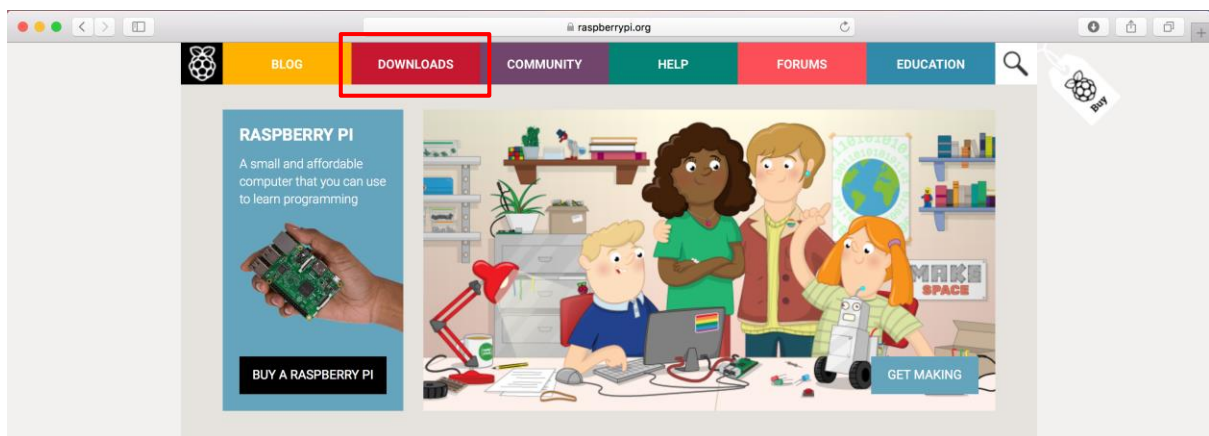 raspberrypi.org
BLOG
DOWNLOADS
COMMUNITY
HELP
FORUMS
EDUCATION
Buy
RASPBERRY PI
A small and affordable
computer that you can use
to learn programming
BUY A RASPBERRY PI
MAKE
SPACE
GET MAKING